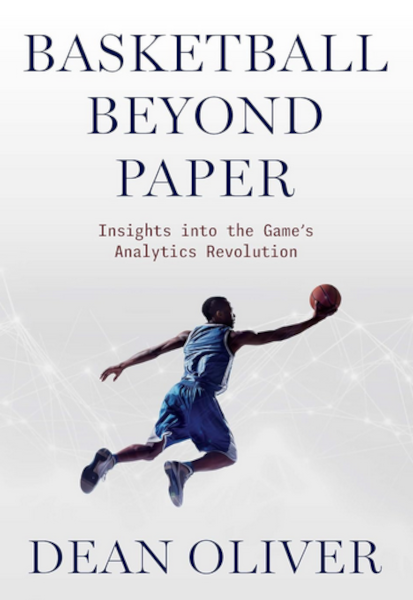 BASKETBALL
BEYOND
PAPER
Insights into the Game's
Analytics Revolution
DEAN OLIVER